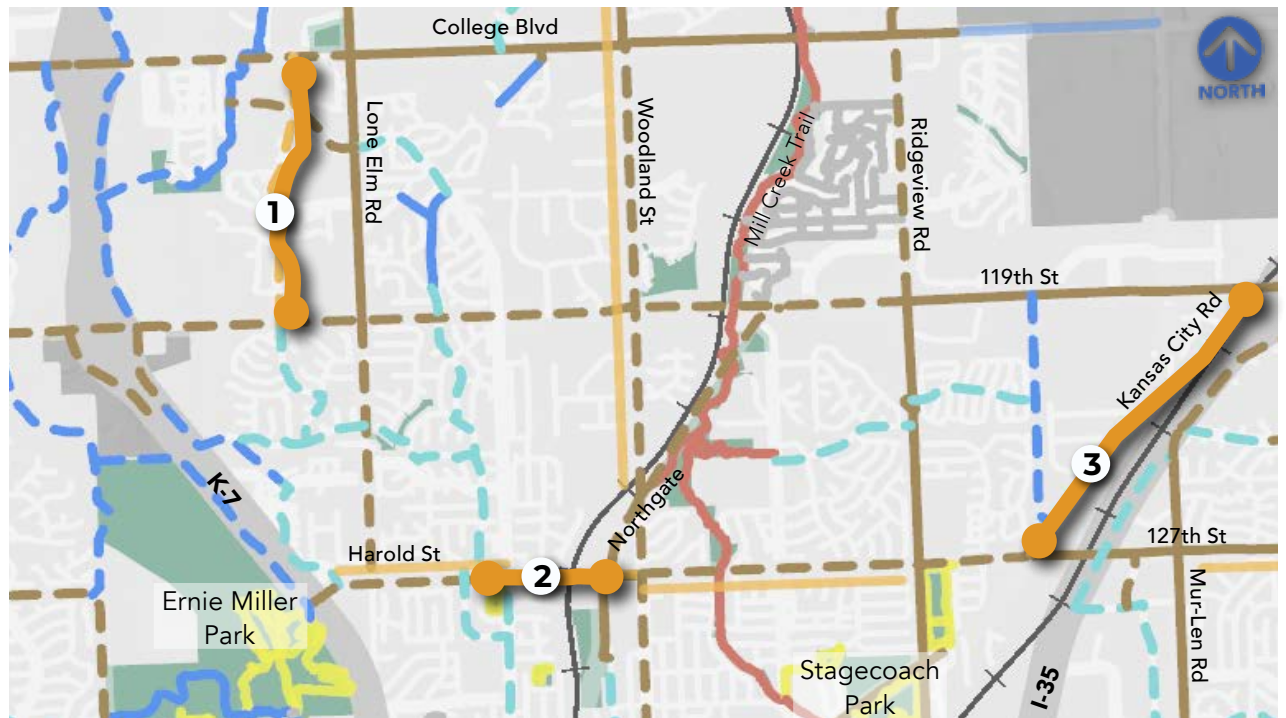 College Blvd
NORTH
Lone Elm Rd
Woodland St
Mill Creek Trail
Ridgeview Rd
1
119th St
Kansas City Rd
3
K-7
Northgate
Harold St
2
127th St
Ernie Miller
Park
Mur-Len Rd
Stagecoach
Park
I-35